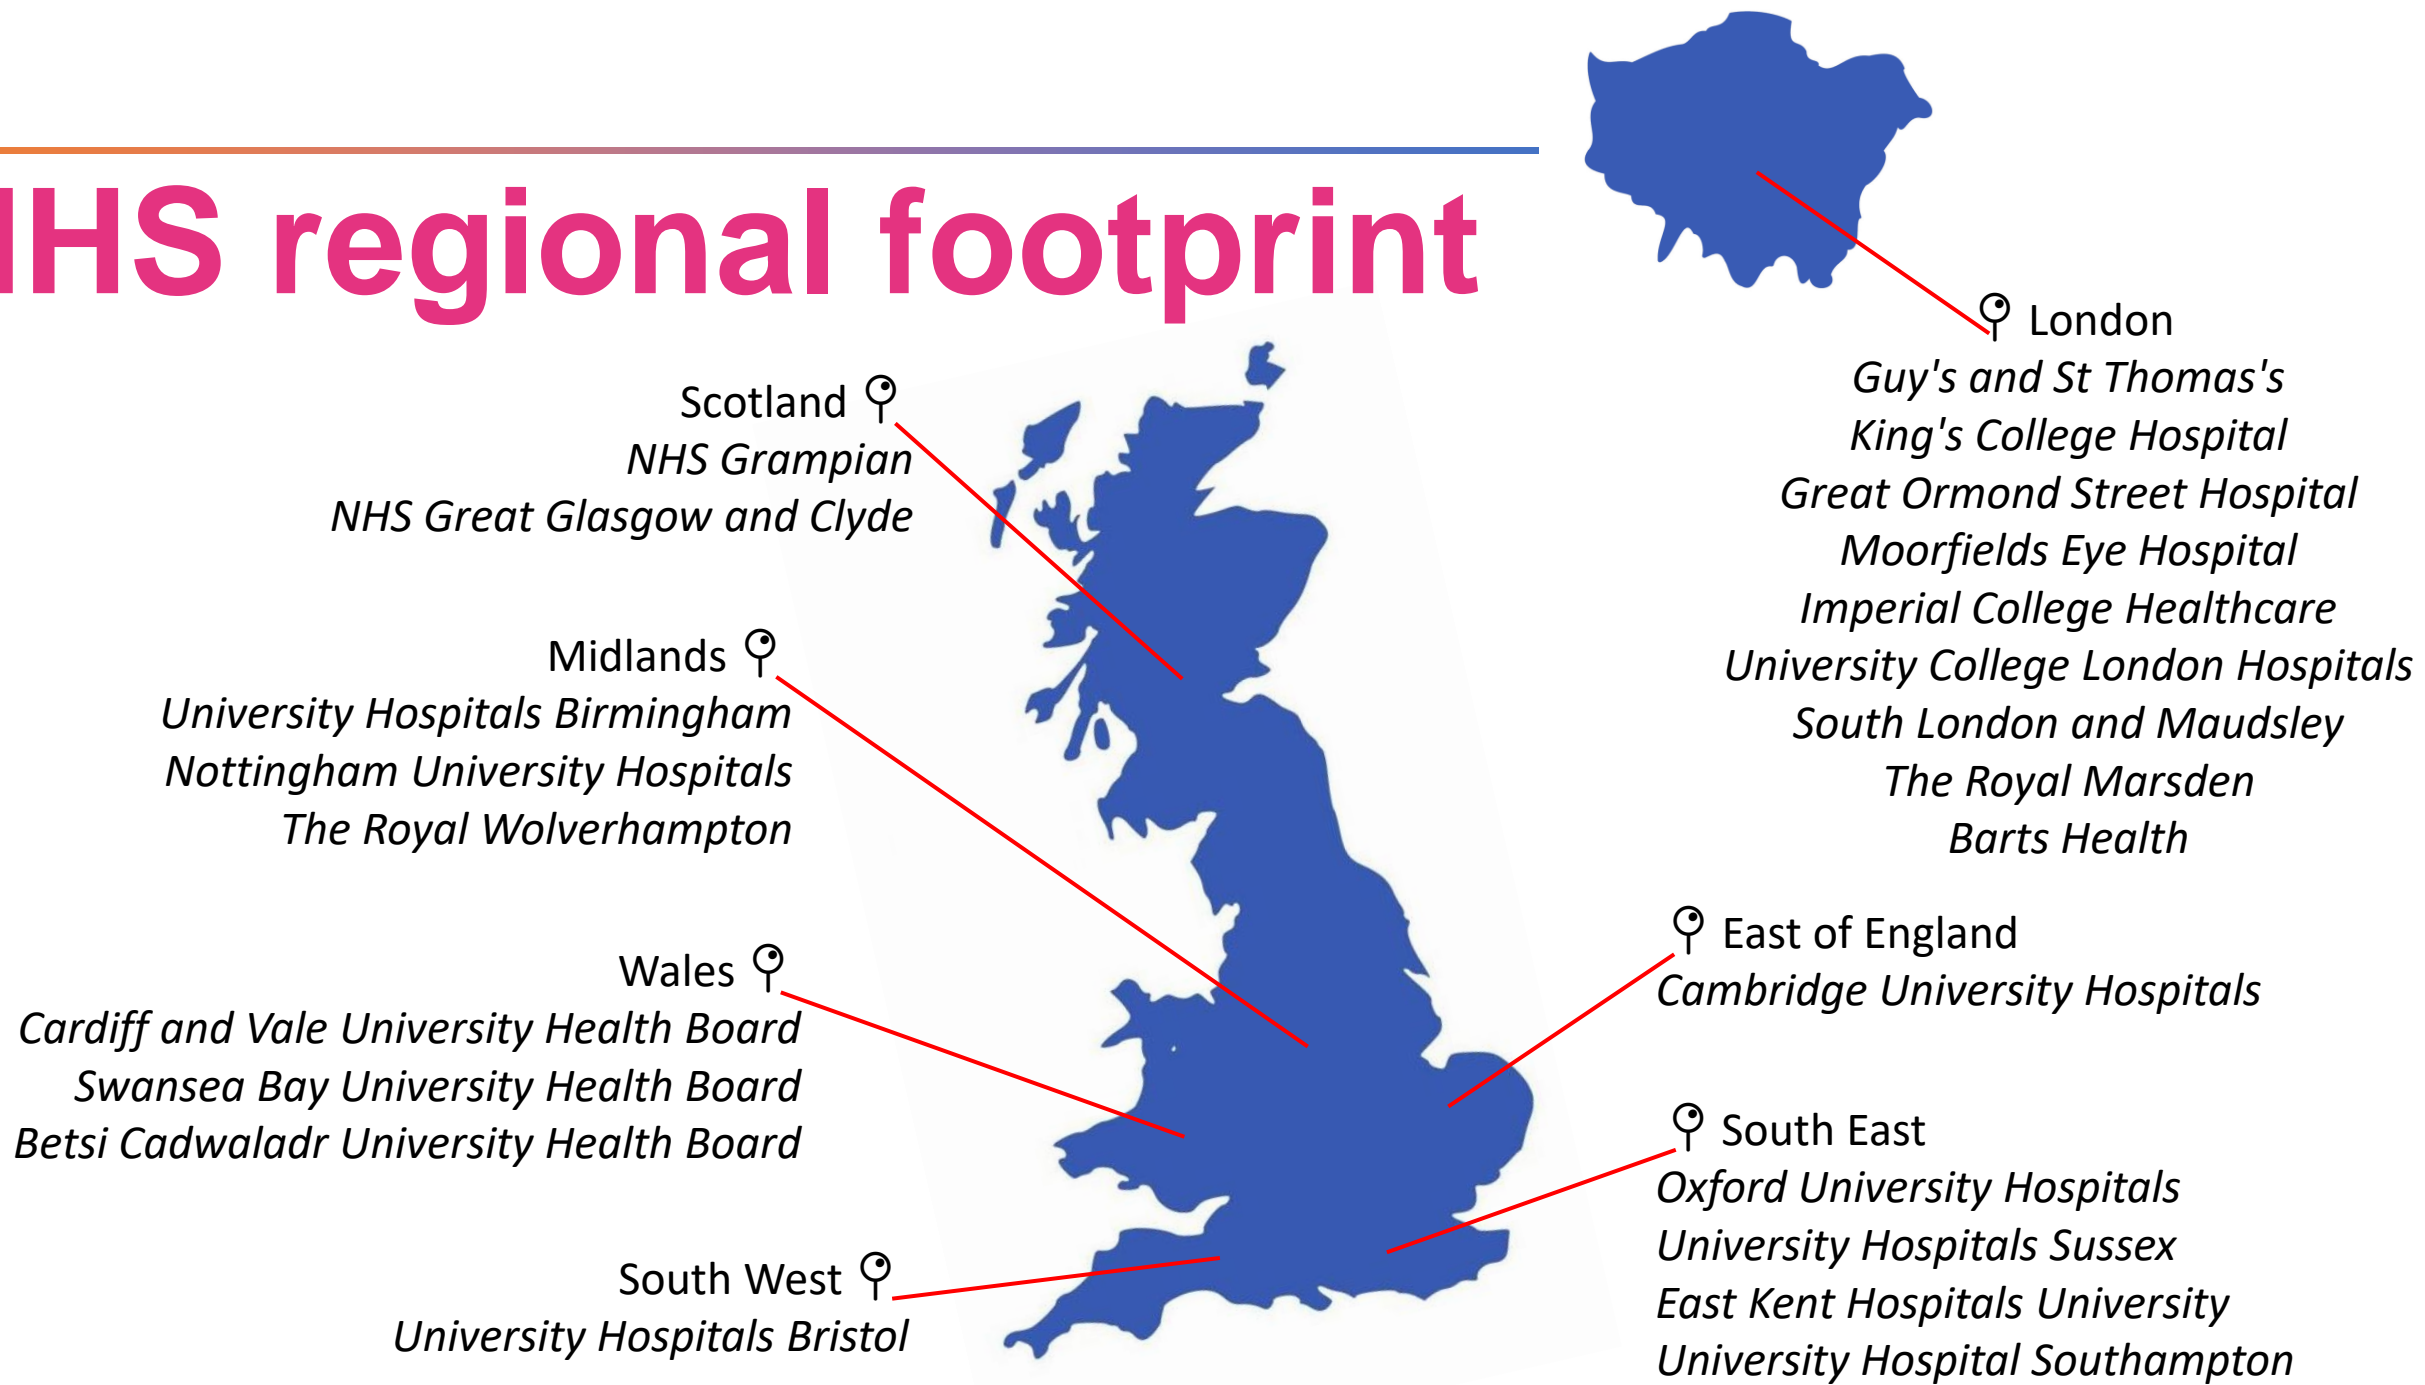 HS regional footprint
London
Guy's and St Thomas's
King's College Hospital
Great Ormond Street Hospital
Moorfields Eye Hospital
Imperial College Healthcare
University College London Hospitals
South London and Maudsley
The Royal Marsden
Barts Health
Scotland
NHS Grampian
NHS Great Glasgow and Clyde
Midlands
University Hospitals Birmingham
Nottingham University Hospitals
The Royal Wolverhampton
Wales
Cardiff and Vale University Health Board
Swansea Bay University Health Board
Betsi Cadwaladr University Health Board
South West
University Hospitals Bristol
East of England
Cambridge University Hospitals
South East
Oxford University Hospitals
University Hospitals Sussex
East Kent Hospitals University
University Hospital Southampton